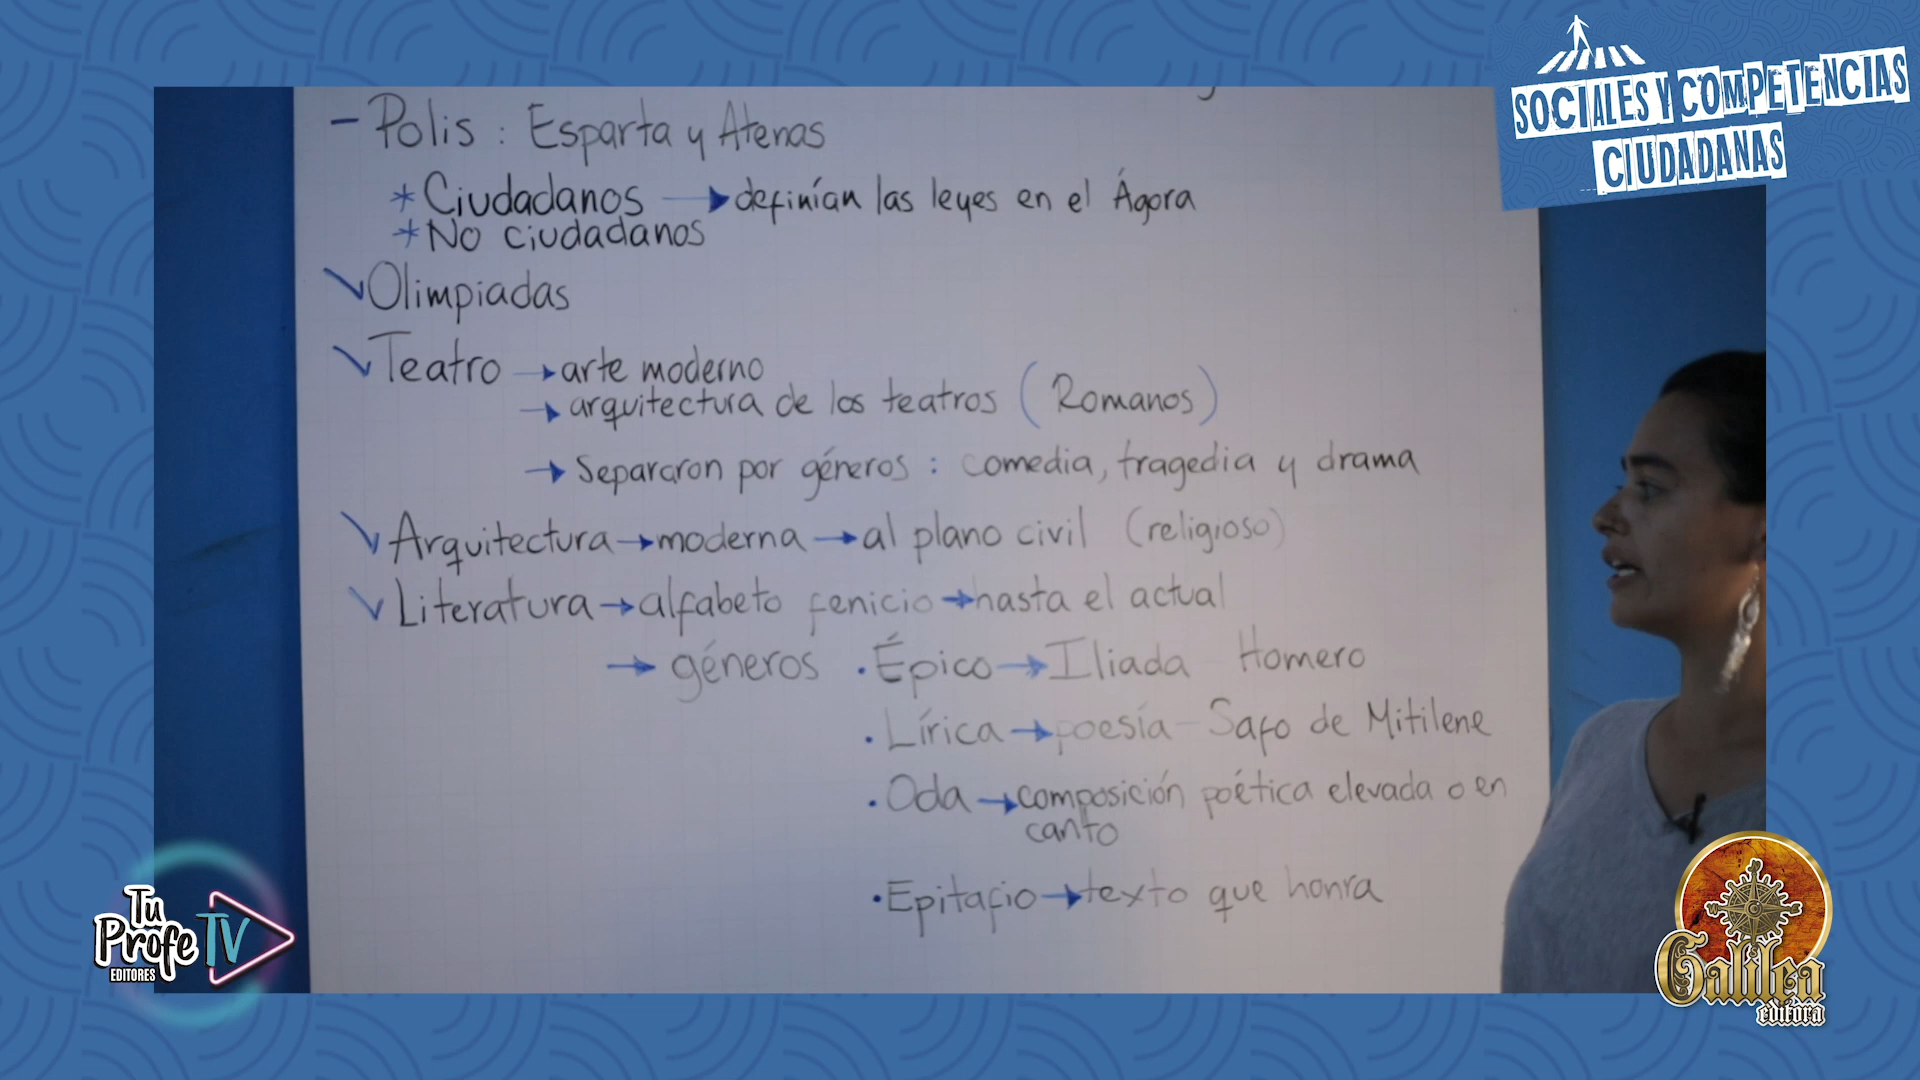 SOCIALES Y COMPETENCIAS
CIUDADANAS
- Polis : Esparta y Atenas
* Ciudadanos → definían las leyes en el Ágora
* No ciudadanos
Olimpiadas
Teatro → arte moderno
→ arquitectura de los teatros (Romanos)
→ Separaron por géneros : comedia, tragedia y drama
Arquitectura → moderna → al plano civil (religioso)
Literatura → alfabeto fenicio → hasta el actual
→ géneros . Épico → Iliada Homero
. Lírica → poesía - Safo de Mitilene
. Oda → composición poética elevada o en
canto
. Epitafio → texto que honra
Tu
Profe TV
EDITORES
Galilea
editora